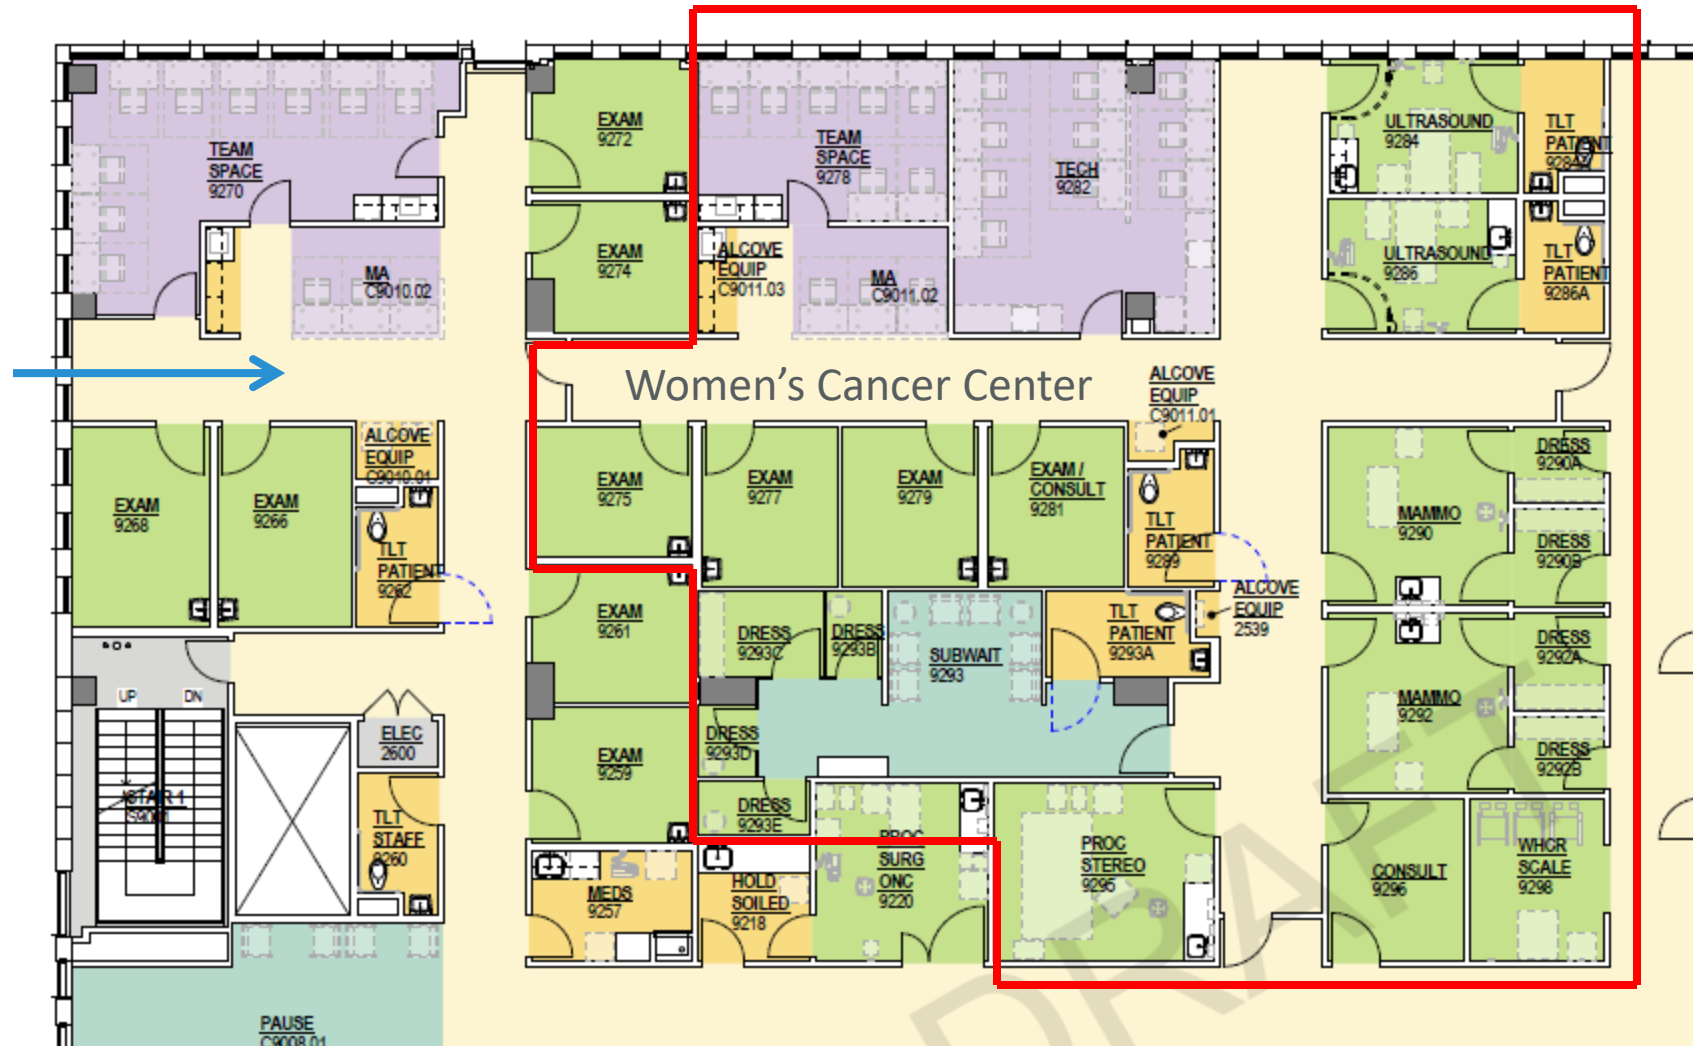 TEAM
SPACE
9270
EXAM
9272
TEAM
SPACE
9278
TECH
9282
ULTRASOUND
9284
TLT
PATIENT
9284A
EXAM
9274
ALCOVE
EQUIP
C9011.03
MA
C9010.02
MA
C9011.02
ULTRASOUND
9286
TLT
PATIENT
9286A
Women's Cancer Center
ALCOVE
EQUIP
C9011.01
ALCOVE
EQUIP
C9010.01
EXAM
9268
EXAM
9266
TLT
PATIENT
9262
EXAM
9275
EXAM
9277
EXAM
9279
EXAM /
CONSULT
9281
TLT
PATIENT
9289
MAMMO
9290
DRESS
9290A
DRESS
9290B
ALCOVE
EQUIP
2539
EXAM
9261
DRESS
9293C
DRESS
9293B
SUBWAIT
9293
TLT
PATIENT
9293A
DRESS
9292A
MAMMO
9292
DRESS
9292B
UP
DN
ELEC
2600
EXAM
9259
DRESS
9293D
STAIR 1
S9001
TLT
STAFF
9260
DRESS
9293E
PROC
SURG
ONC
9220
PROC
STEREO
9295
CONSULT
9296
WHCR
SCALE
9298
MEDS
9257
HOLD
SOILED
9218
PAUSE
C9008.01
DRAFT